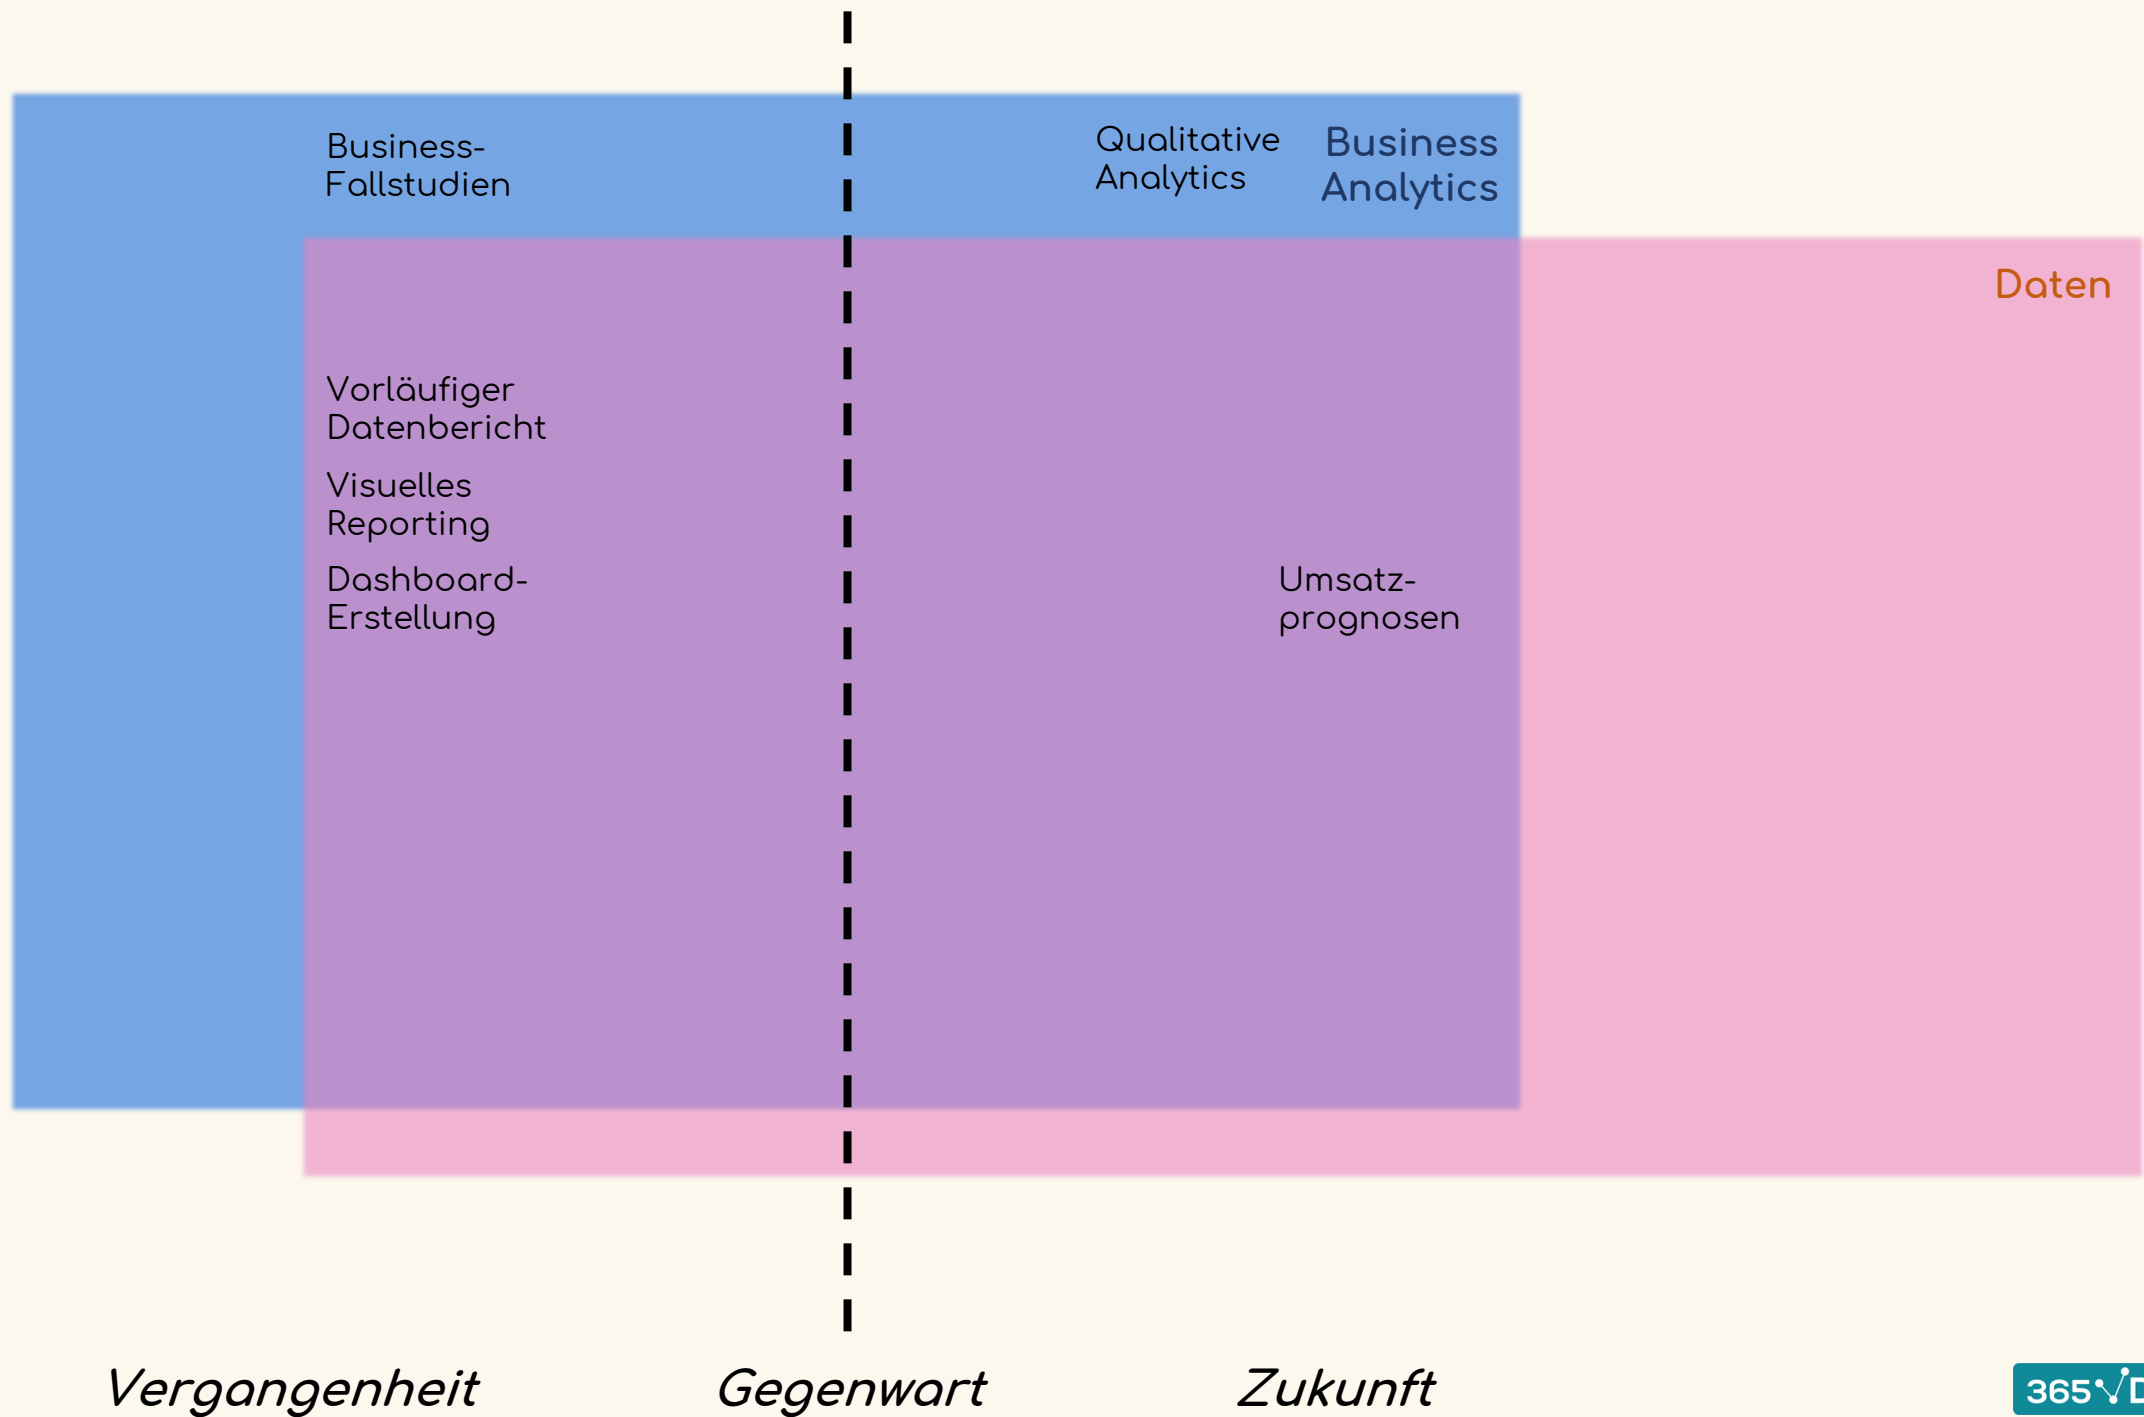 Business-
Fallstudien
Qualitative
Analytics
Business
Analytics
Daten
Vorläufiger
Datenbericht
Visuelles
Reporting
Dashboard-
Erstellung
Umsatz-
prognosen
Vergangenheit
Gegenwart
Zukunft
365